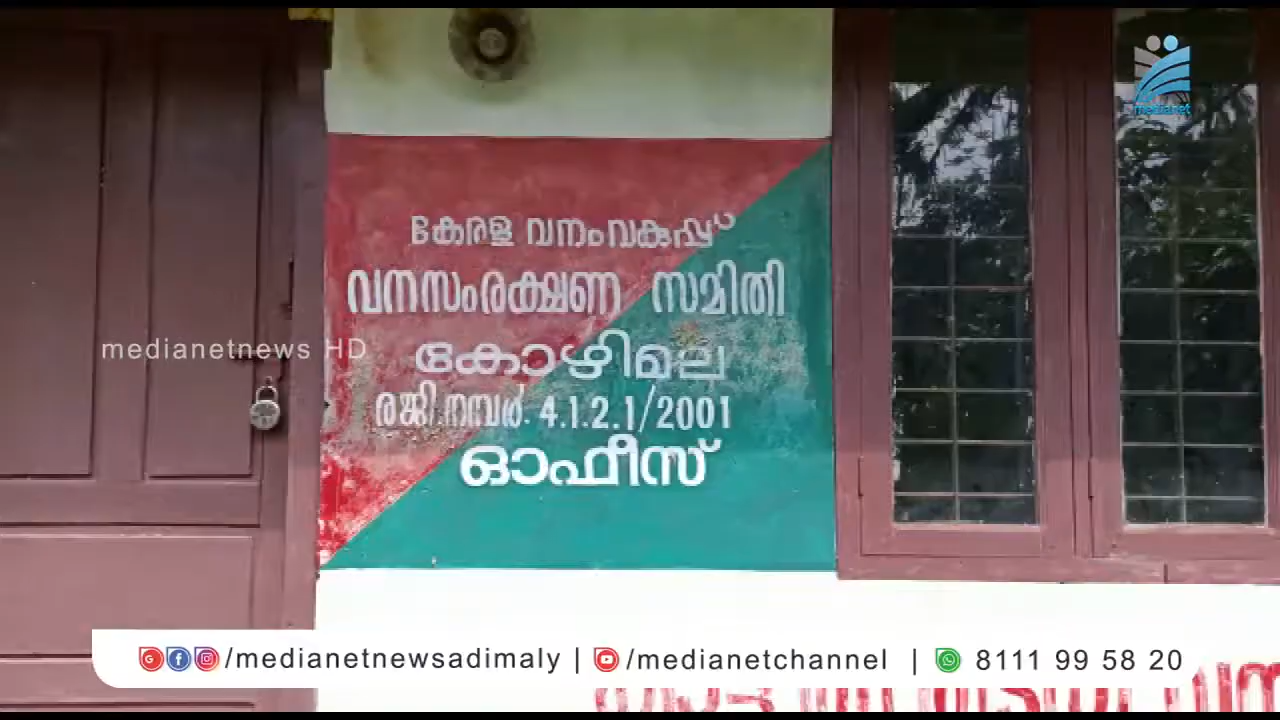 medianet
കേരള വനംവകുപ്പ്
വനസംരക്ഷണ സമിതി
കോഴിമല
രജി.നമ്പർ. 4.1.2.1/2001
ഓഫീസ്
medianetnews HD
/medianetnewsadimaly | /medianetchannel | 8111 99 58 20